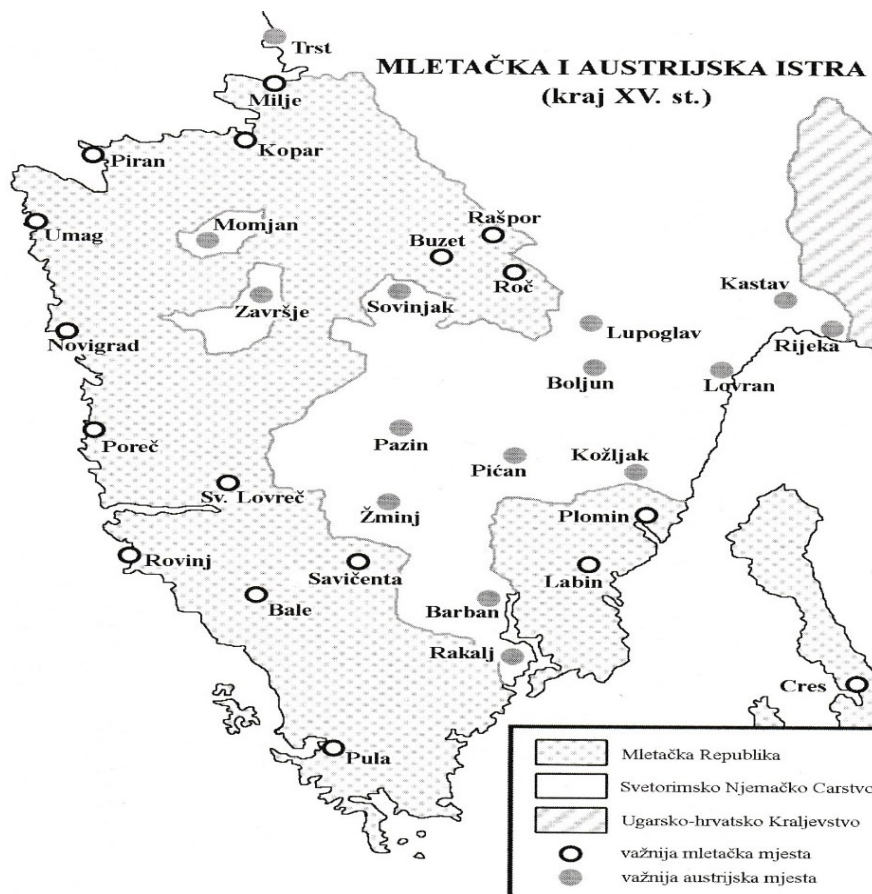 Trst
MLETAČKA I AUSTRIJSKA ISTRA
(kraj XV. st.)
Milje
Kopar
Piran
Umag
Momjan
Rašpor
Buzet
Roč
Završje
Sovinjak
Kastav
Novigrad
Lupoglav
Rijeka
Boljun
Lovran
Poreč
Pazin
Pićan
Kožljak
Sv. Lovreč
Žminj
Plomin
Rovinj
Savičenta
Labin
Bale
Barban
Rakalj
Cres
Pula
Mletačka Republika
Svetorimsko Njemačko Carstvo
Ugarsko-hrvatsko Kraljevstvo
važnija mletačka mjesta
važnija austrijska mjesta